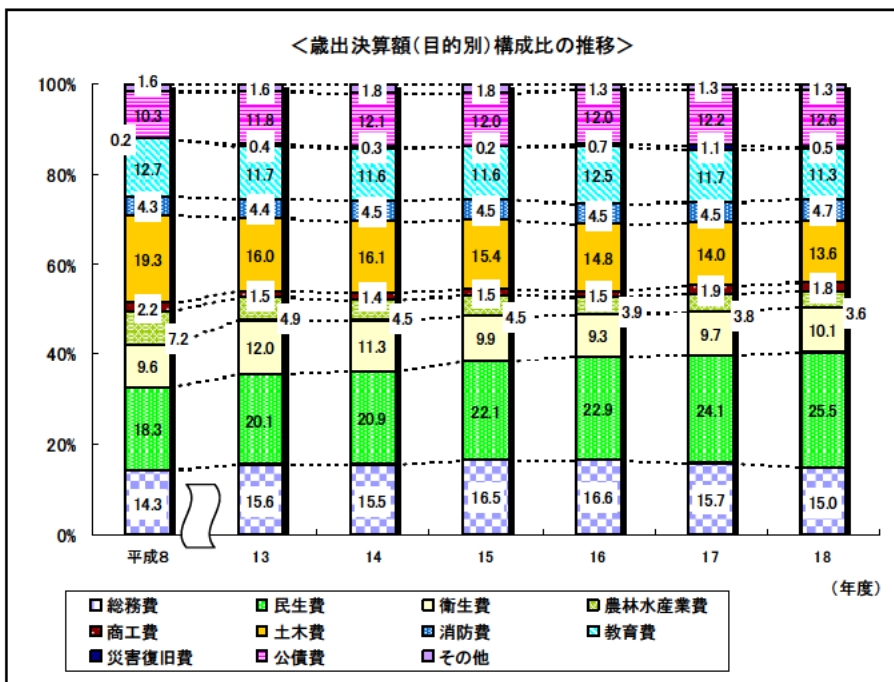 ＜歳出決算額(目的別)構成比の推移＞
100%
80%
60%
40%
20%
0%
1.6 1.6 1.8 1.8 1.3 1.3 1.3
10.3 11.8 12.1 12.0 12.0 12.2 12.6
0.2 0.4 0.3 0.2 0.7 1.1 0.5
12.7 11.7 11.6 11.6 12.5 11.7 11.3
4.3 4.4 4.5 4.5 4.5 4.5 4.7
19.3 16.0 16.1 15.4 14.8 14.0 13.6
2.2 1.5 1.4 1.5 1.5 1.9 1.8
7.2 4.9 4.5 4.5 3.9 3.8 3.6
9.6 12.0 11.3 9.9 9.3 9.7 10.1
18.3 20.1 20.9 22.1 22.9 24.1 25.5
14.3 15.6 15.5 16.5 16.6 15.7 15.0
平成8 13 14 15 16 17 18
(年度)
総務費 民生費 衛生費 農林水産業費
商工費 土木費 消防費 教育費
災害復旧費 公債費 その他